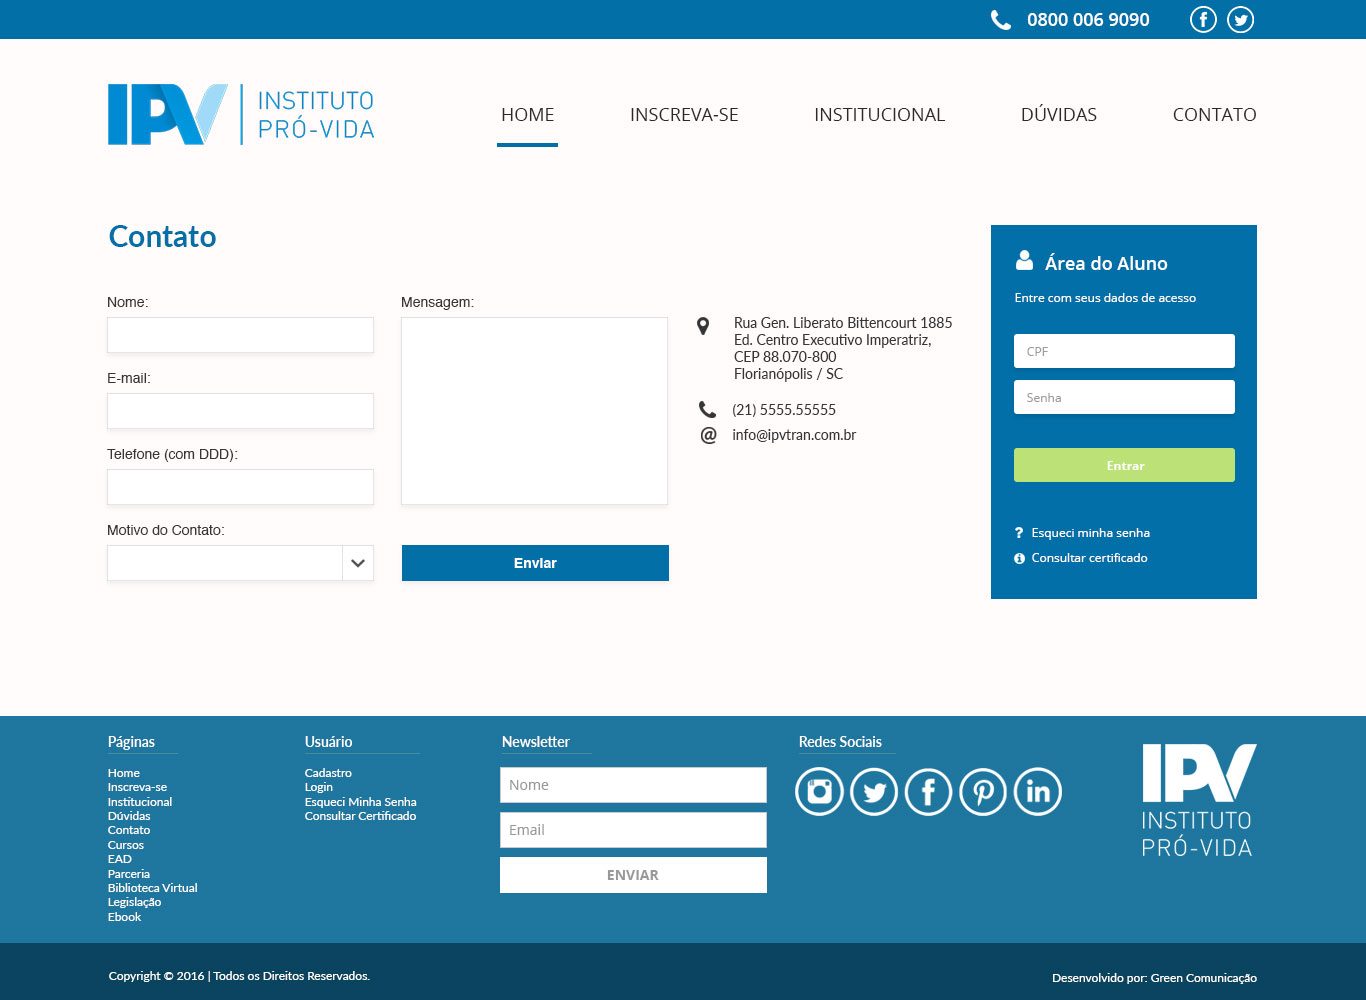 0800 006 9090
IPV INSTITUTO
PRÓ-VIDA
HOME INSCREVA-SE INSTITUCIONAL DÚVIDAS CONTATO
Contato
Nome:
E-mail:
Telefone (com DDD):
Motivo do Contato:
Mensagem:
Enviar
Rua Gen. Liberato Bittencourt 1885
Ed. Centro Executivo Imperatriz,
CEP 88.070-800
Florianópolis / SC
(21) 5555.55555
@ info@ipvtran.com.br
Área do Aluno
Entre com seus dados de acesso
CPF
Senha
Entrar
? Esqueci minha senha
Consultar certificado
Páginas
Home
Inscreva-se
Institucional
Dúvidas
Contato
Cursos
EAD
Parceria
Biblioteca Virtual
Legislação
Ebook
Usuário
Cadastro
Login
Esqueci Minha Senha
Consultar Certificado
Newsletter
Nome
Email
ENVIAR
Redes Sociais
IPV
INSTITUTO
PRÓ-VIDA
Copyright © 2016 | Todos os Direitos Reservados.
Desenvolvido por: Green Comunicação